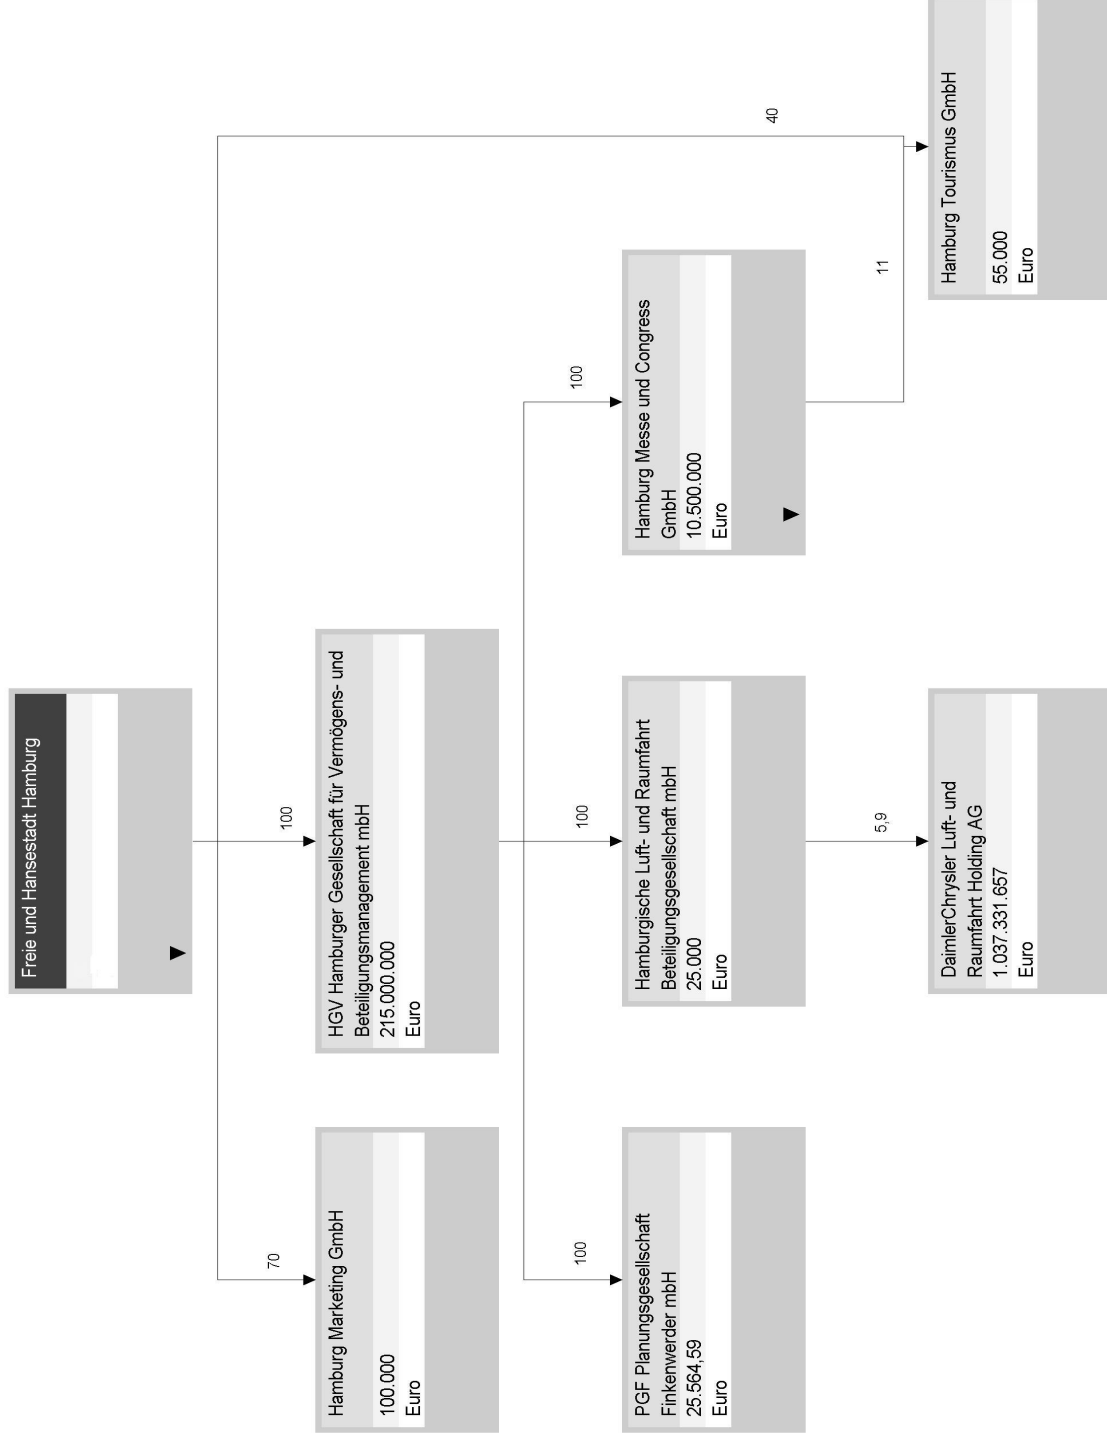 Freie und Hansestadt Hamburg
70
100
40
Hamburg Marketing GmbH
100.000
Euro
HGV Hamburger Gesellschaft für Vermögens- und
Beteiligungsmanagement mbH
215.000.000
Euro
100
100
100
PGF Planungsgesellschaft
Finkenwerder mbH
25.564,59
Euro
Hamburgische Luft- und Raumfahrt
Beteiligungsgesellschaft mbH
25.000
Euro
Hamburg Messe und Congress
GmbH
10.500.000
Euro
5,9
11
DaimlerChrysler Luft- und
Raumfahrt Holding AG
1.037.331.657
Euro
Hamburg Tourismus GmbH
55.000
Euro